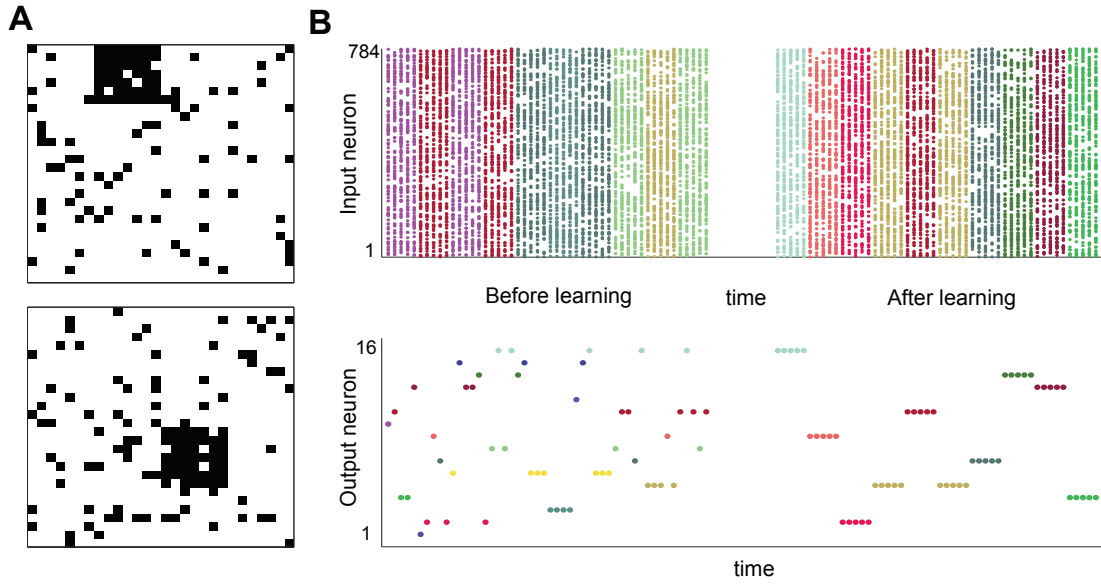 A
B
784
Input neuron
1
Before learning
time
After learning
16
Output neuron
1
time